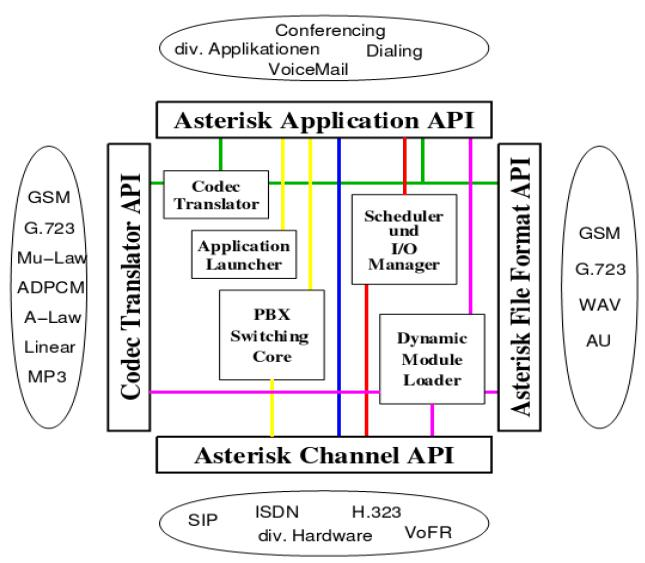 Conferencing
div. Applikationen
Dialing
VoiceMail
Asterisk Application API
Codec Translator API
Asterisk File Format API
GSM
G.723
Mu-Law
ADPCM
A-Law
Linear
MP3
Codec
Translator
Application
Launcher
PBX
Switching
Core
Scheduler
und
I/O
Manager
Dynamic
Module
Loader
GSM
G.723
WAV
AU
Asterisk Channel API
SIP
ISDN
H.323
div. Hardware
VoFR